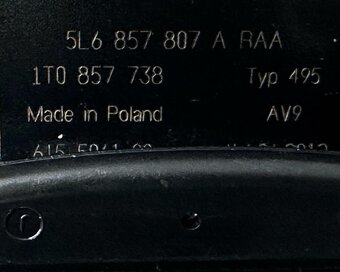 5L6 857 807 A RAA
1T0 857 738 Typ 495
Made in Poland AV9